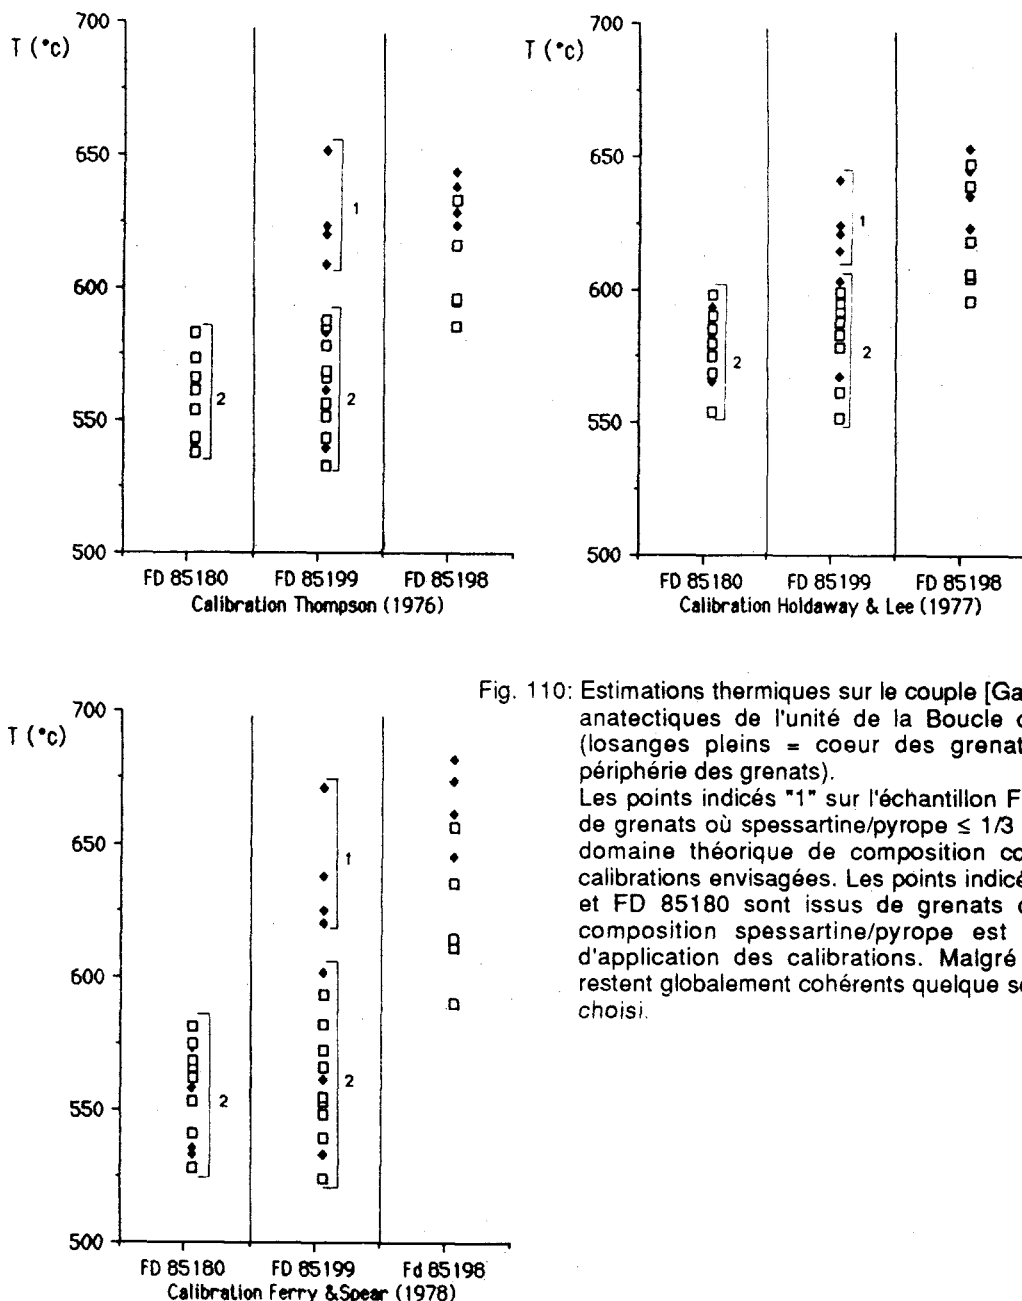 700
T (°c)
650
600
550
500
1
2
2
FD 85180 FD 85199 FD 85198
Calibration Thompson (1976)
700
T (°c)
650
600
550
500
1
2
2
FD 85180 FD 85199 FD 85198
Calibration Holdaway & Lee (1977)
700
T (°c)
650
600
550
500
1
2
2
FD 85180 FD 85199 Fd 85198
Calibration Ferry & Spear (1978)
Fig. 110: Estimations thermiques sur le couple [Ga
anatectiques de l'unité de la Boucle
(losanges pleins = coeur des grenat
périphérie des grenats).
Les points indicés "1" sur l'échantillon F
de grenats où spessartine/pyrope ≤ 1/3
domaine théorique de composition co
calibrations envisagées. Les points indicé
et FD 85180 sont issus de grenats
composition spessartine/pyrope est
d'application des calibrations. Malgré
restent globalement cohérents quelque s
choisi.